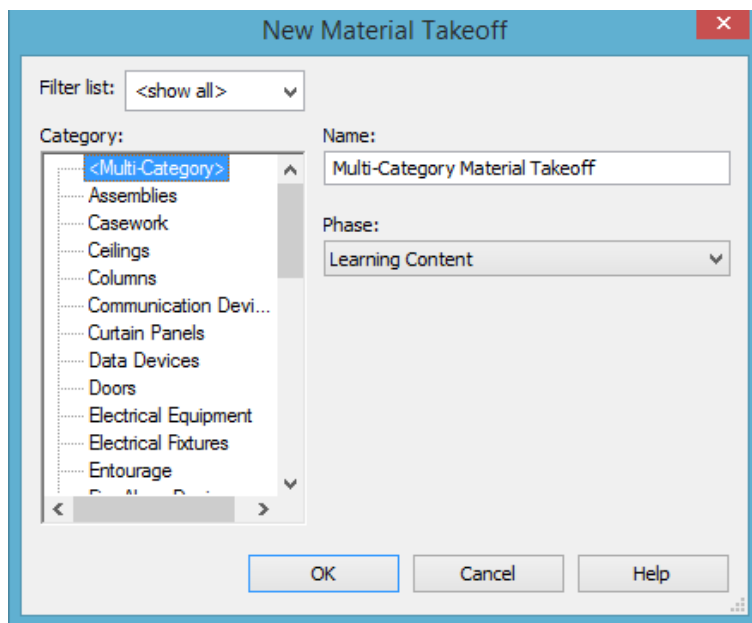 New Material Takeoff
Filter list: <show all>
Category:
<Multi-Category>
Assemblies
Casework
Ceilings
Columns
Communication Devi...
Curtain Panels
Data Devices
Doors
Electrical Equipment
Electrical Fixtures
Entourage
Name:
Multi-Category Material Takeoff
Phase:
Learning Content
OK Cancel Help